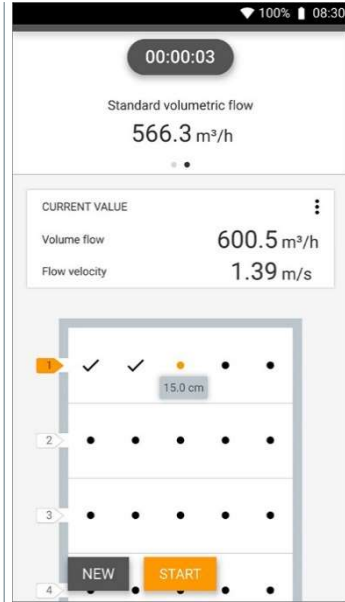 100% 08:30
00:00:03
Standard volumetric flow
566.3 m³/h
CURRENT VALUE
Volume flow 600.5 m³/h
Flow velocity 1.39 m/s
1
15.0 cm
2
3
NEW START
4